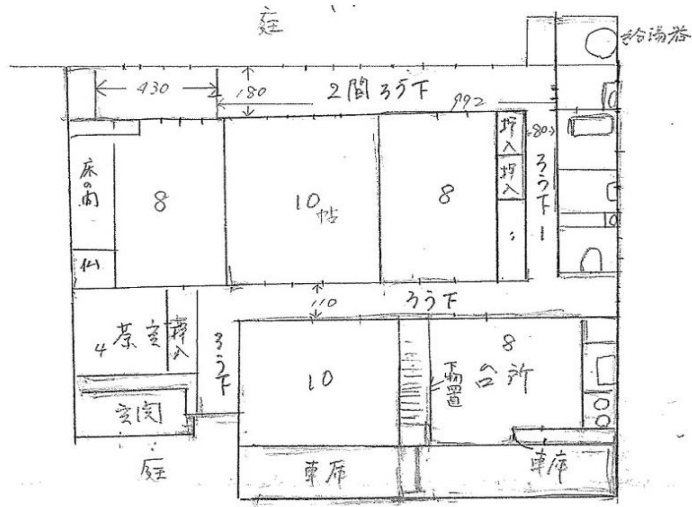 庭
給湯器
430
180
2間ろう下
992
押入
80
押入
ろう下
床の間
8
10帖
8
仏
110
ろう下
4 茶室
押入
ろう下
10
8
台所
下物置
玄関
庭
車庫
車庫